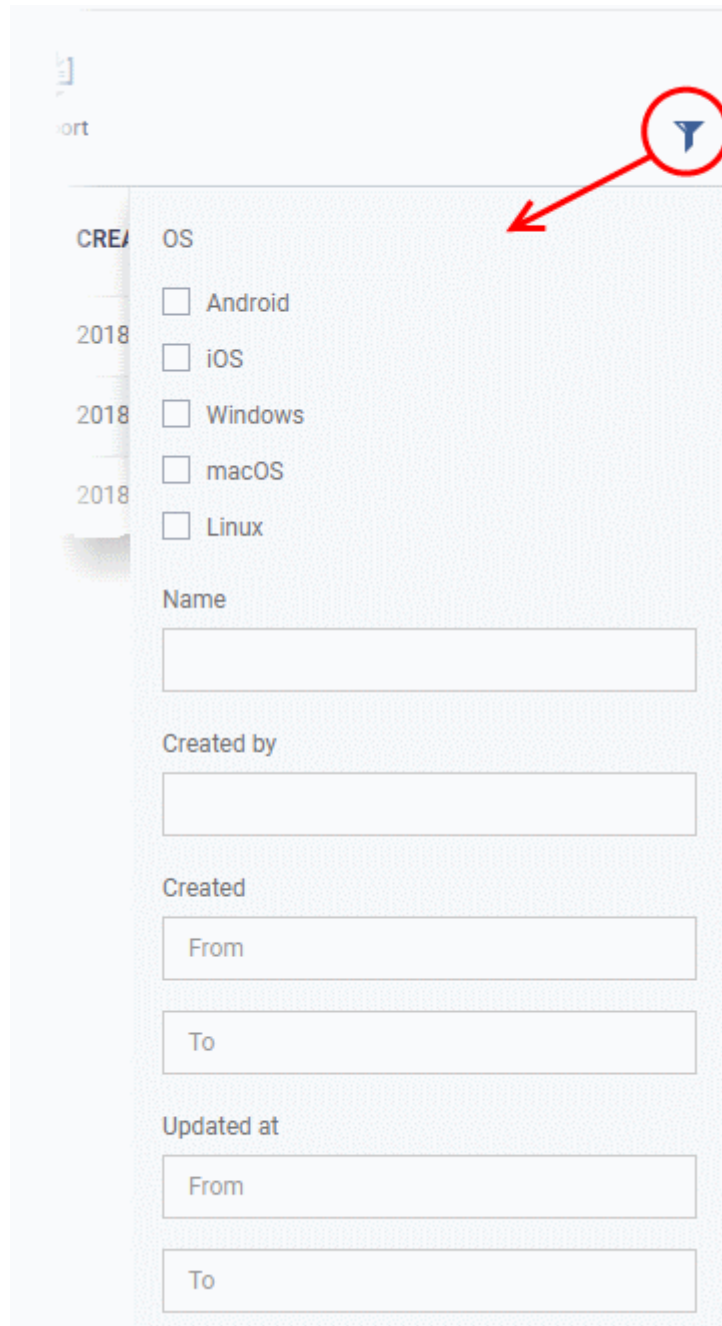 ort
CREA
OS
Android
2018
iOS
2018
Windows
macOS
2018
Linux
Name
Created by
Created
From
To
Updated at
From
To